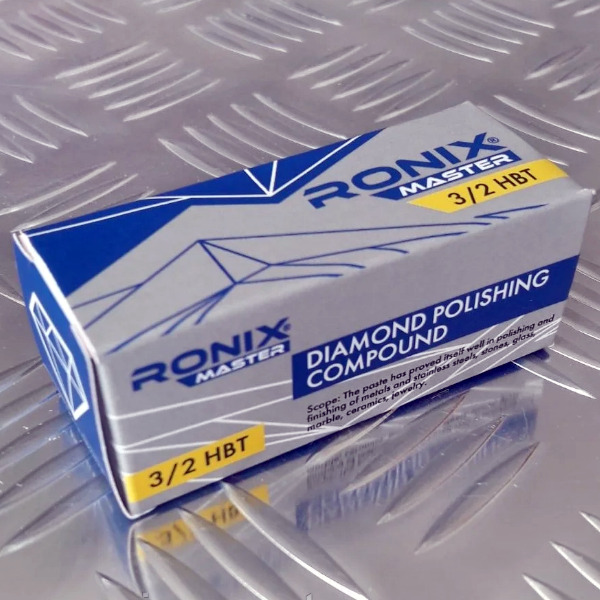 RONIX®
MASTER
3/2 HBT
RONIX®
MASTER
3/2 HBT
DIAMOND POLISHING
COMPOUND
Scope: The paste has proved itself well in polishing and
finishing of metals and stainless steels, stones, glass,
marble, ceramics, jewelry.